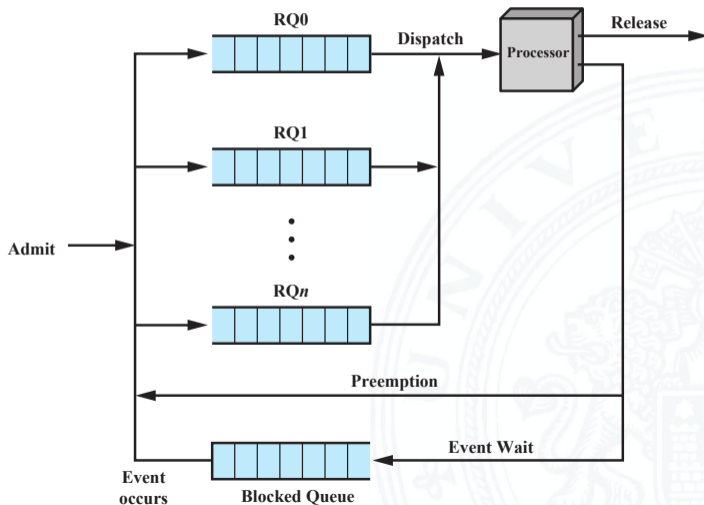 RQ0
Dispatch
Processor
Release
RQ1
Admit
RQn
Preemption
Event Wait
Event
occurs
Blocked Queue